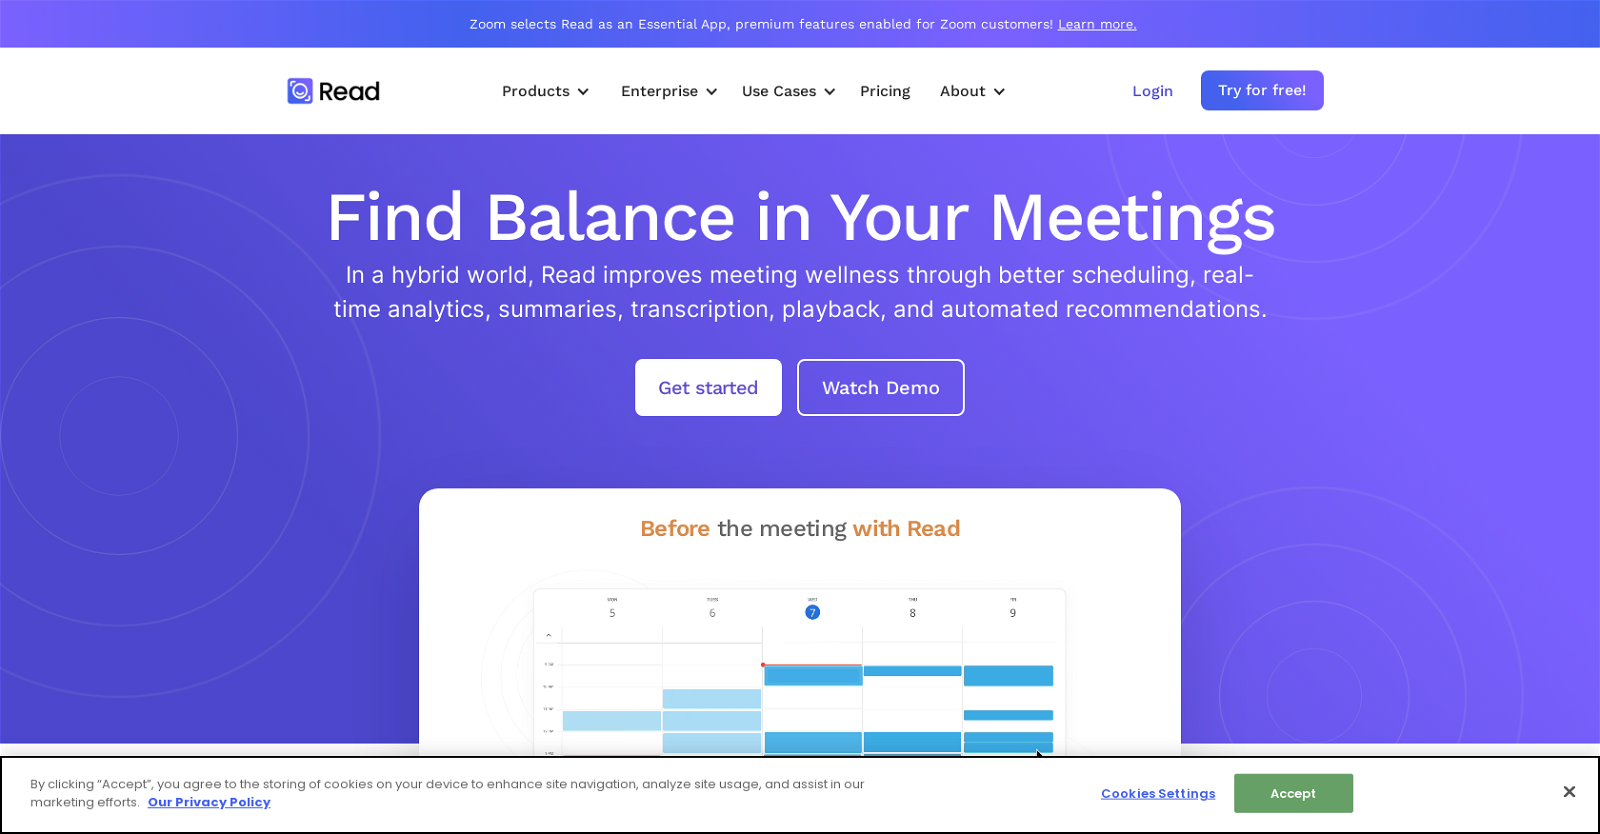 Zoom selects Read as an Essential App, premium features enabled for Zoom customers! Learn more.
Read
Products
Enterprise
Use Cases
Pricing
About
Login
Try for free!
Find Balance in Your Meetings
In a hybrid world, Read improves meeting wellness through better scheduling, real-
time analytics, summaries, transcription, playback, and automated recommendations.
Get started
Watch Demo
Before the meeting with Read
MON TUES WED THU FRI
5 6 7 8 9
By clicking “Accept”, you agree to the storing of cookies on your device to enhance site navigation, analyze site usage, and assist in our
marketing efforts. Our Privacy Policy
Cookies Settings
Accept